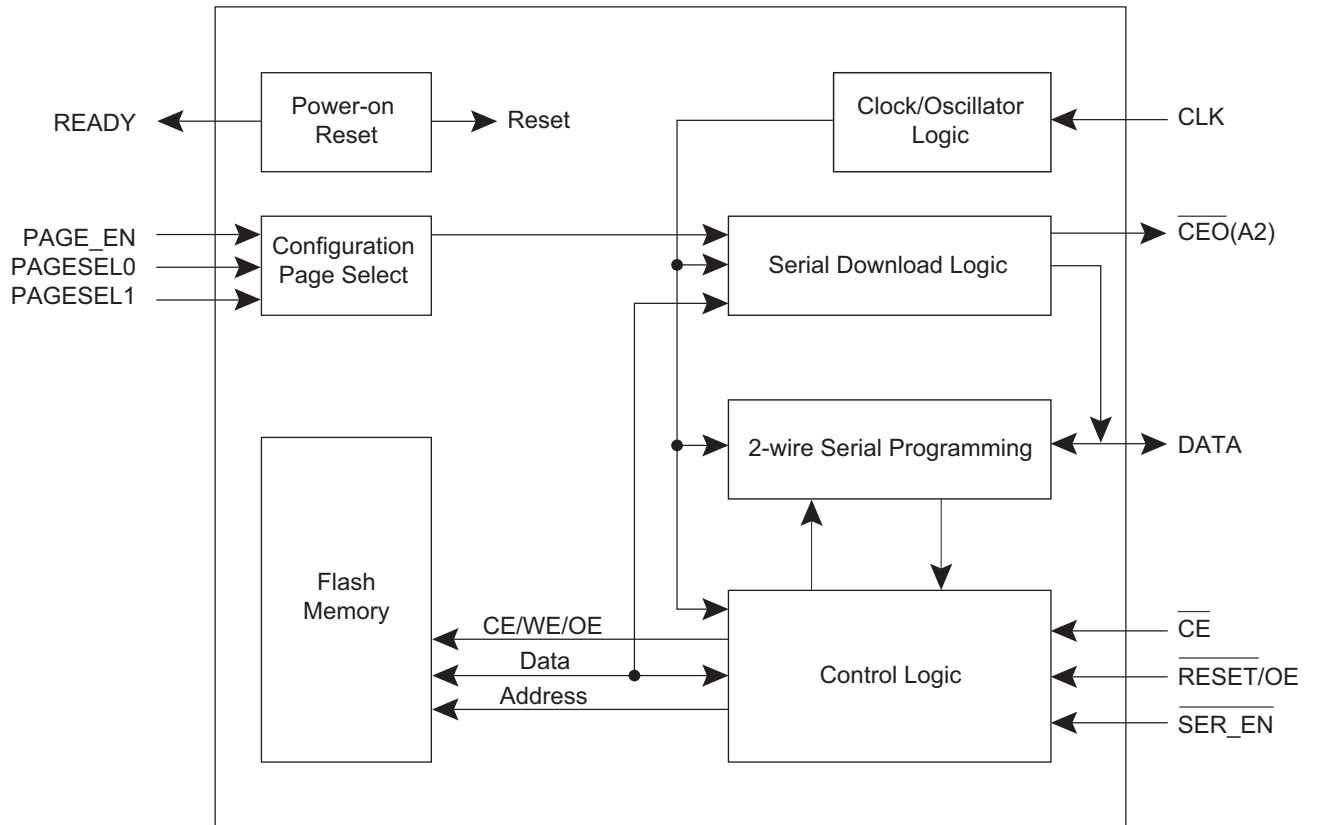 READY
Power-on
Reset
Reset
Clock/Oscillator
Logic
CLK
PAGE_EN
PAGESEL0
PAGESEL1
Configuration
Page Select
Serial Download Logic
CEO(A2)
2-wire Serial Programming
DATA
Flash
Memory
CE/WE/OE
Data
Address
Control Logic
CE
RESET/OE
SER_EN